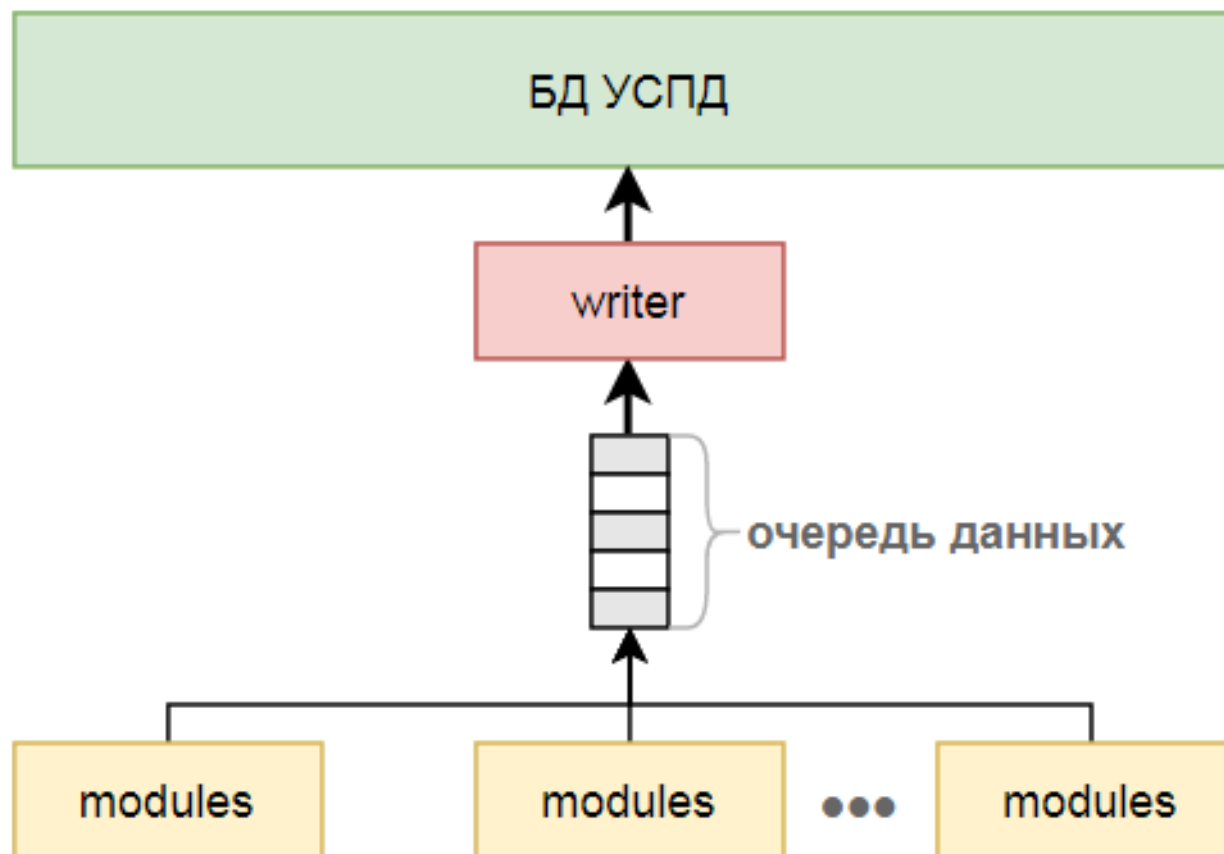 БД УСПД
writer
очередь данных
modules
modules
modules